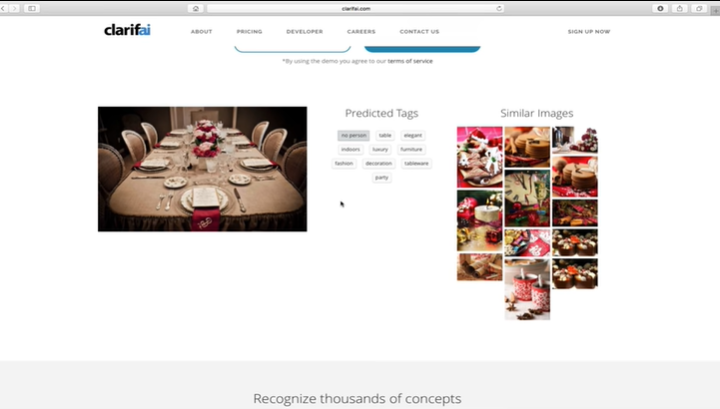 clarifai.com
clarifai ABOUT PRICING DEVELOPER CAREERS CONTACT US SIGN UP NOW
*By using the demo you agree to our terms of service
Predicted Tags
Similar Images
no person table elegant
indoors luxury furniture
fashion decoration tableware
party
Recognize thousands of concepts